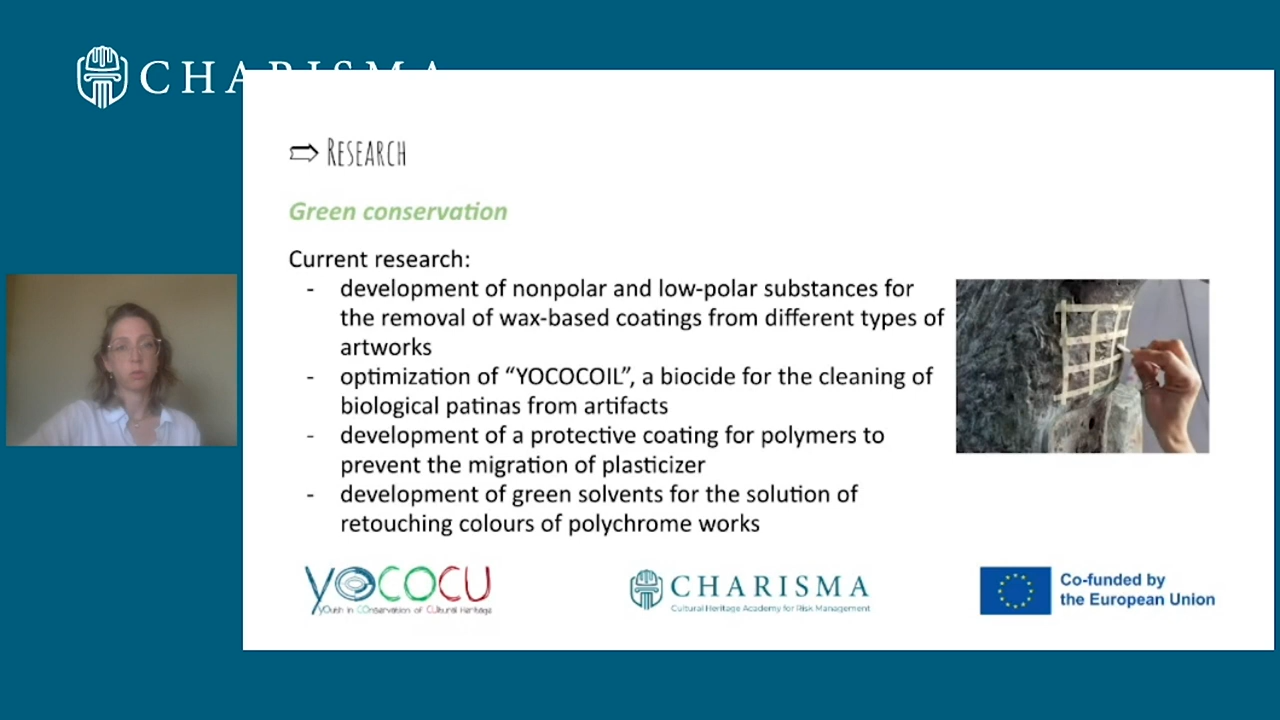 CHARISMA
⇨ RESEARCH
Green conservation
Current research:
- development of nonpolar and low-polar substances for
the removal of wax-based coatings from different types of
artworks
- optimization of “YOCOCOIL”, a biocide for the cleaning of
biological patinas from artifacts
- development of a protective coating for polymers to
prevent the migration of plasticizer
- development of green solvents for the solution of
retouching colours of polychrome works
YOCOCU
YOuth in COnservation of CUltural Heritage
CHARISMA
Cultural Heritage Academy for Risk Management
Co-funded by
the European Union